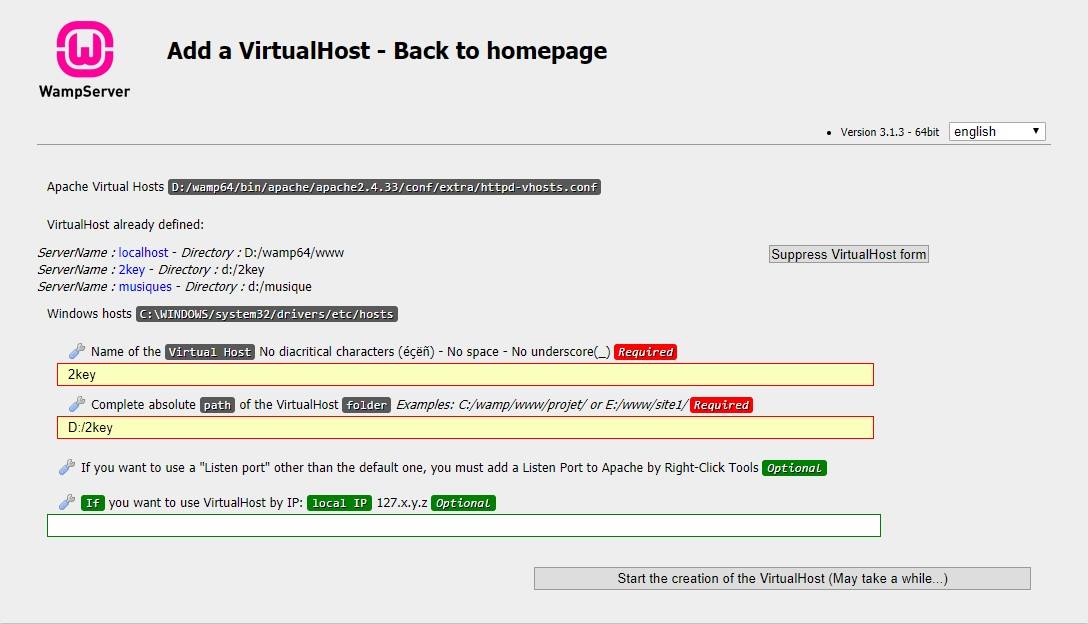 WampServer
Add a VirtualHost - Back to homepage
• Version 3.1.3 - 64bit english
Apache Virtual Hosts D:/wamp64/bin/apache/apache2.4.33/conf/extra/httpd-vhosts.conf
VirtualHost already defined:
ServerName : localhost - Directory : D:/wamp64/www
Suppress VirtualHost form
ServerName : 2key - Directory : d:/2key
ServerName : musiques - Directory : d:/musique
Windows hosts C:\WINDOWS/system32/drivers/etc/hosts
Name of the Virtual Host No diacritical characters (éçëñ) - No space - No underscore(_) Required
2key
Complete absolute path of the VirtualHost folder Examples: C:/wamp/www/projet/ or E:/www/site1/ Required
D:/2key
If you want to use a "Listen port" other than the default one, you must add a Listen Port to Apache by Right-Click Tools Optional
If you want to use VirtualHost by IP: local IP 127.x.y.z Optional
Start the creation of the VirtualHost (May take a while...)